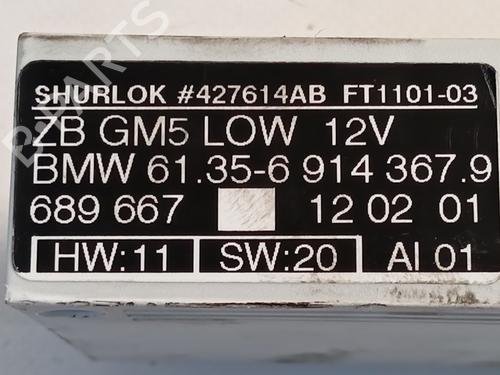 SHURLOK #427614AB FT1101-03
ZB GM5 LOW 12V
BMW 61.35-6 914 367.9
689 667 12 02 01
HW:11 SW:20 AI 01